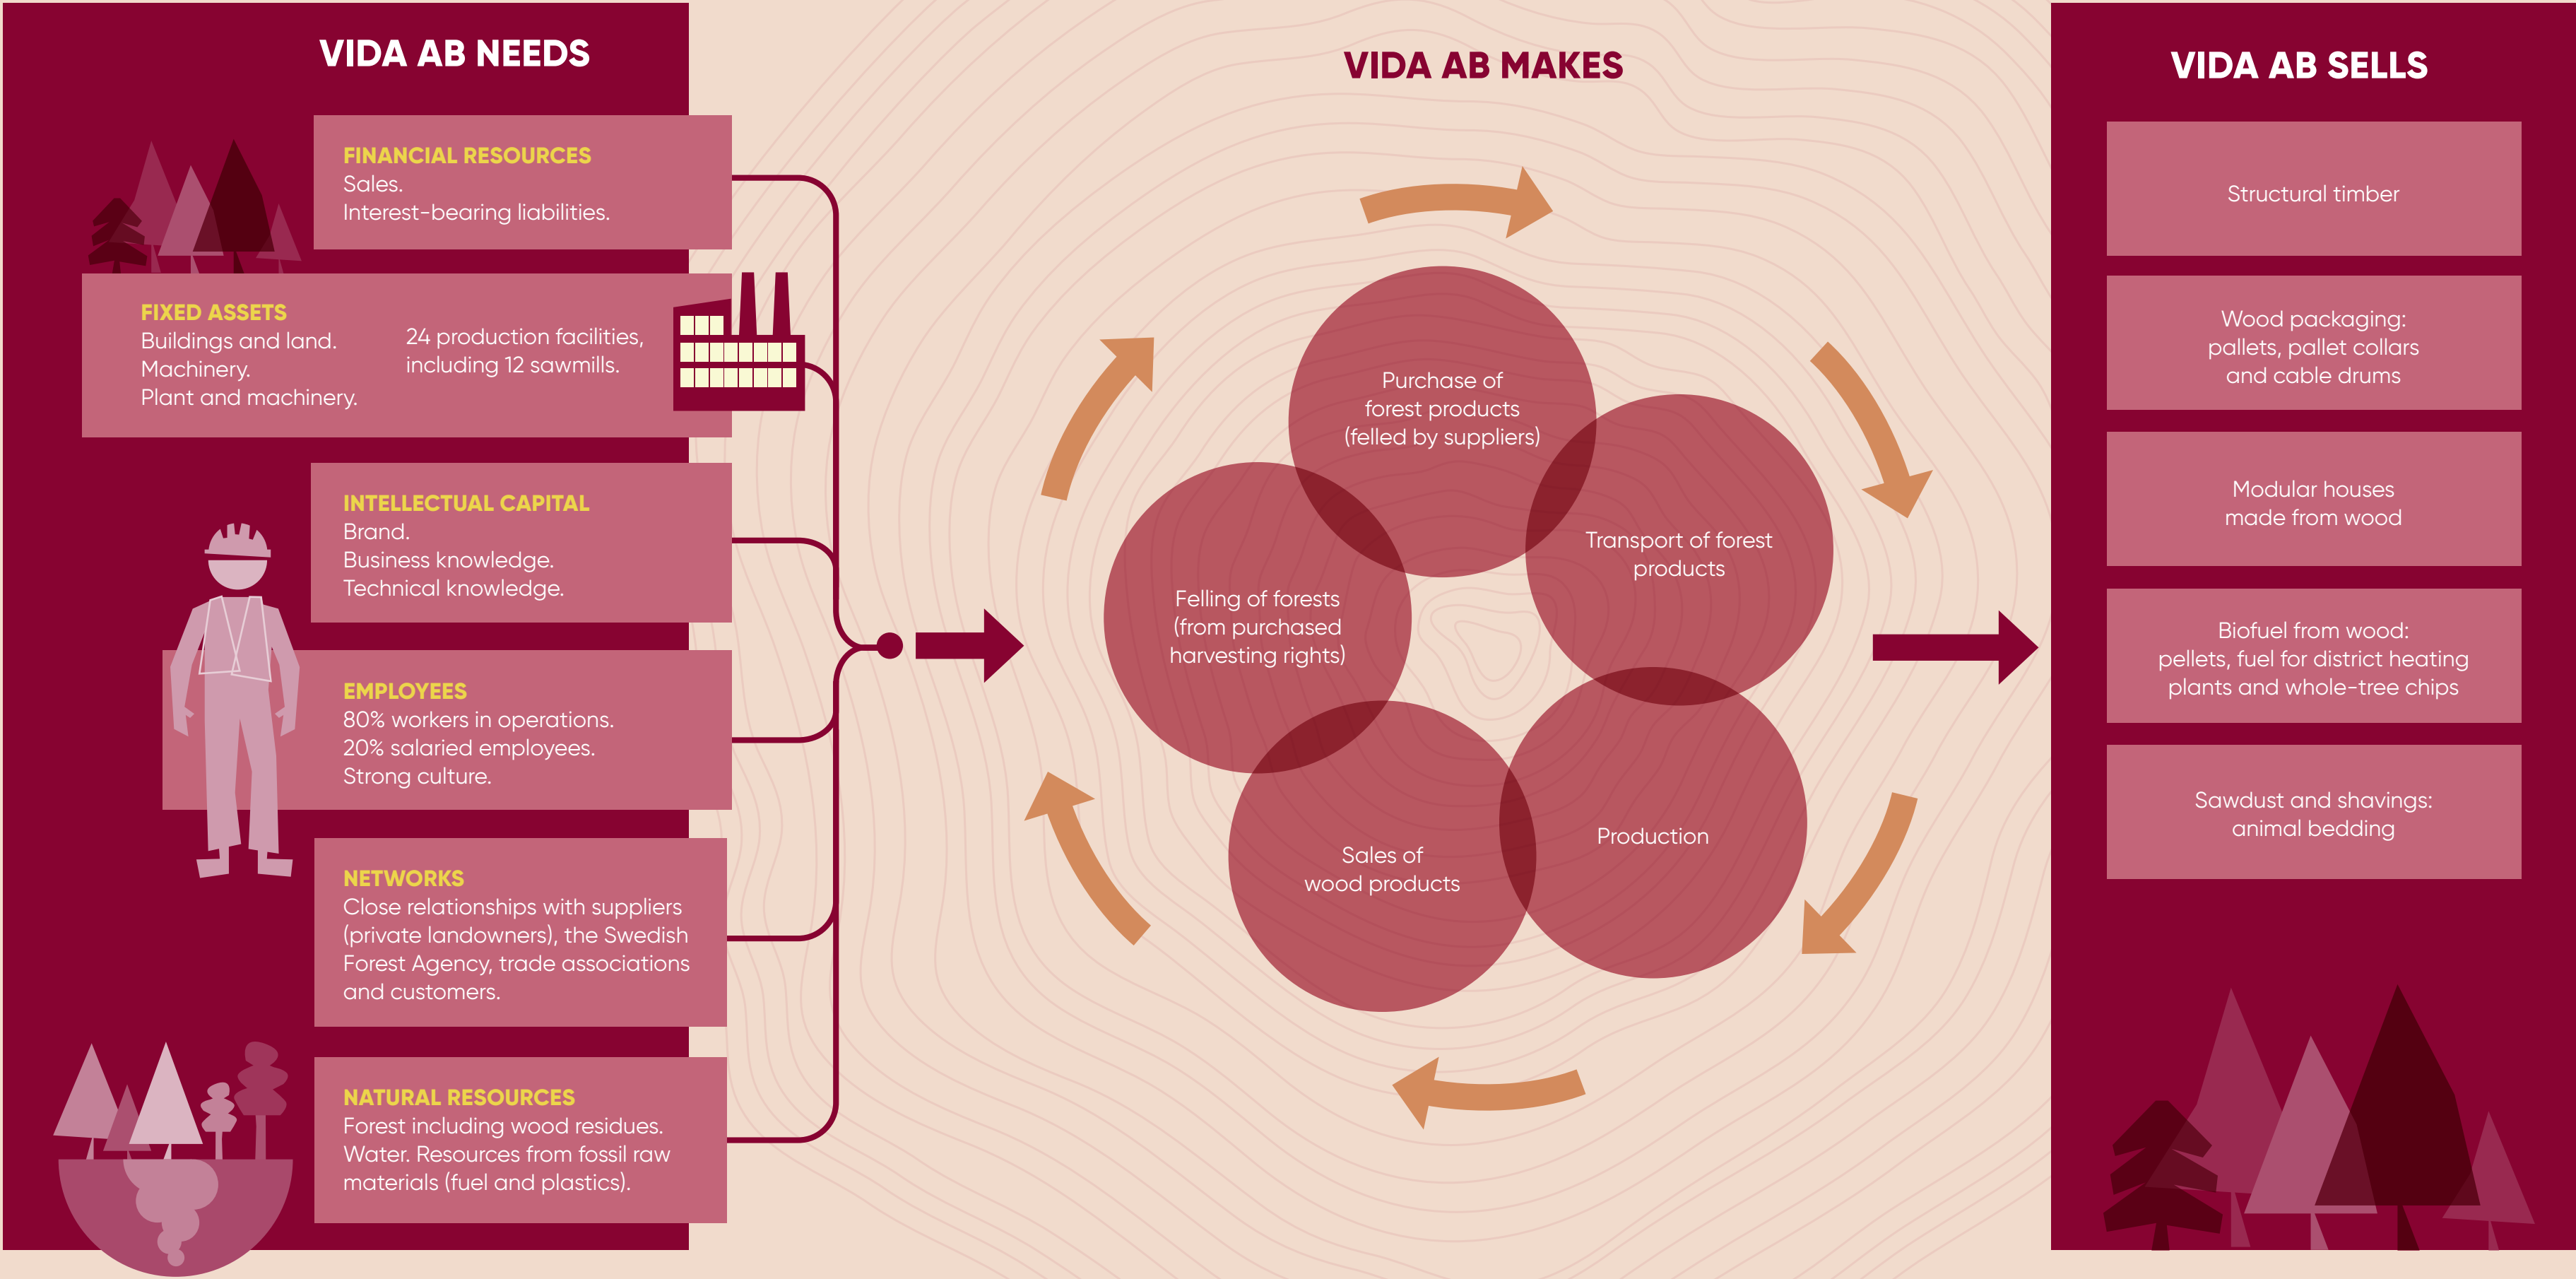 VIDA AB NEEDS
FINANCIAL RESOURCES
Sales.
Interest-bearing liabilities.
FIXED ASSETS
Buildings and land.
Machinery.
Plant and machinery.
24 production facilities,
including 12 sawmills.
INTELLECTUAL CAPITAL
Brand.
Business knowledge.
Technical knowledge.
EMPLOYEES
80% workers in operations.
20% salaried employees.
Strong culture.
NETWORKS
Close relationships with suppliers
(private landowners), the Swedish
Forest Agency, trade associations
and customers.
NATURAL RESOURCES
Forest including wood residues.
Water. Resources from fossil raw
materials (fuel and plastics).
VIDA AB MAKES
Purchase of
forest products
(felled by suppliers)
Transport of forest
products
Production
Sales of
wood products
Felling of forests
(from purchased
harvesting rights)
VIDA AB SELLS
Structural timber
Wood packaging:
pallets, pallet collars
and cable drums
Modular houses
made from wood
Biofuel from wood:
pellets, fuel for district heating
plants and whole-tree chips
Sawdust and shavings:
animal bedding